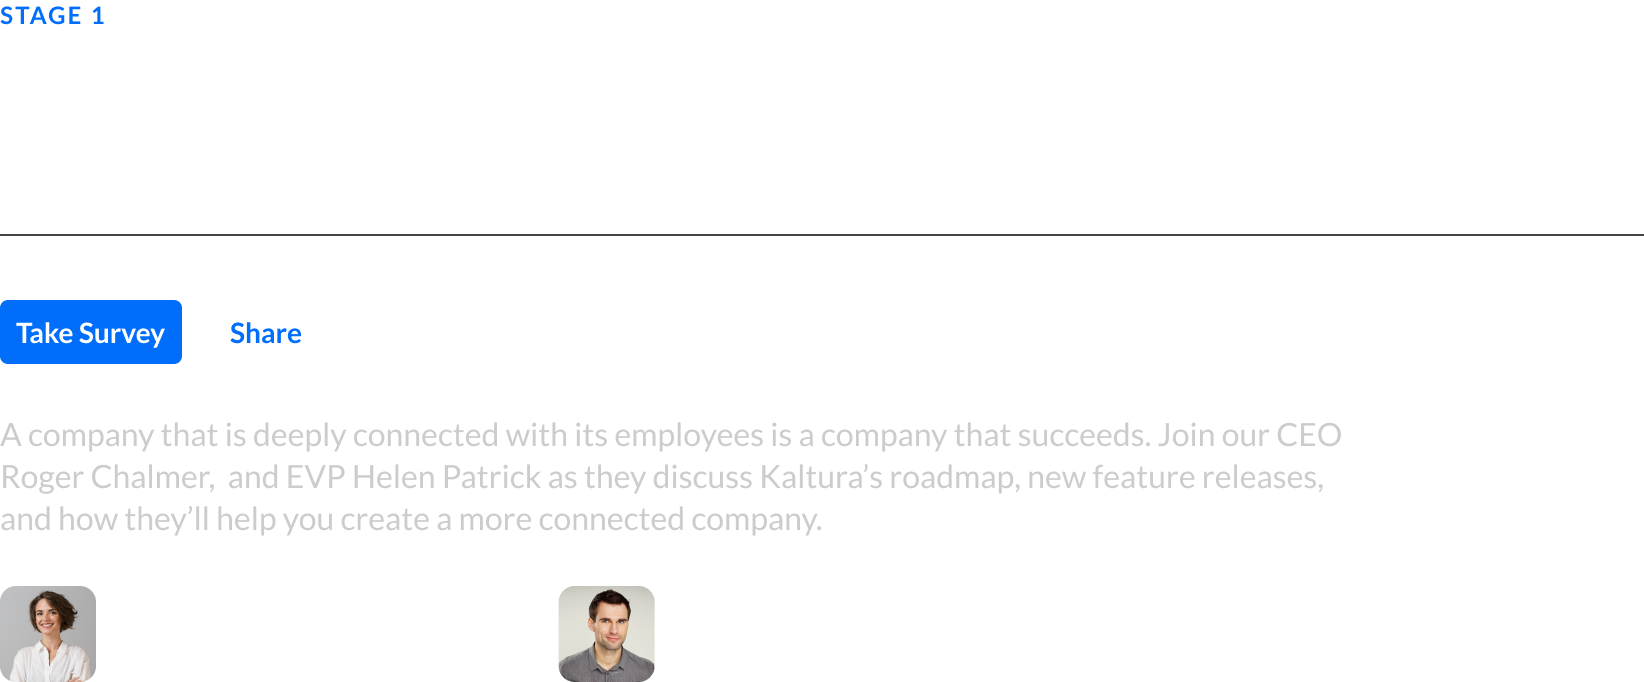 STAGE 1
Take Survey
Share
A company that is deeply connected with its employees is a company that succeeds. Join our CEO
Roger Chalmer,  and EVP Helen Patrick as they discuss Kaltura’s roadmap, new feature releases,
and how they’ll help you create a more connected company.